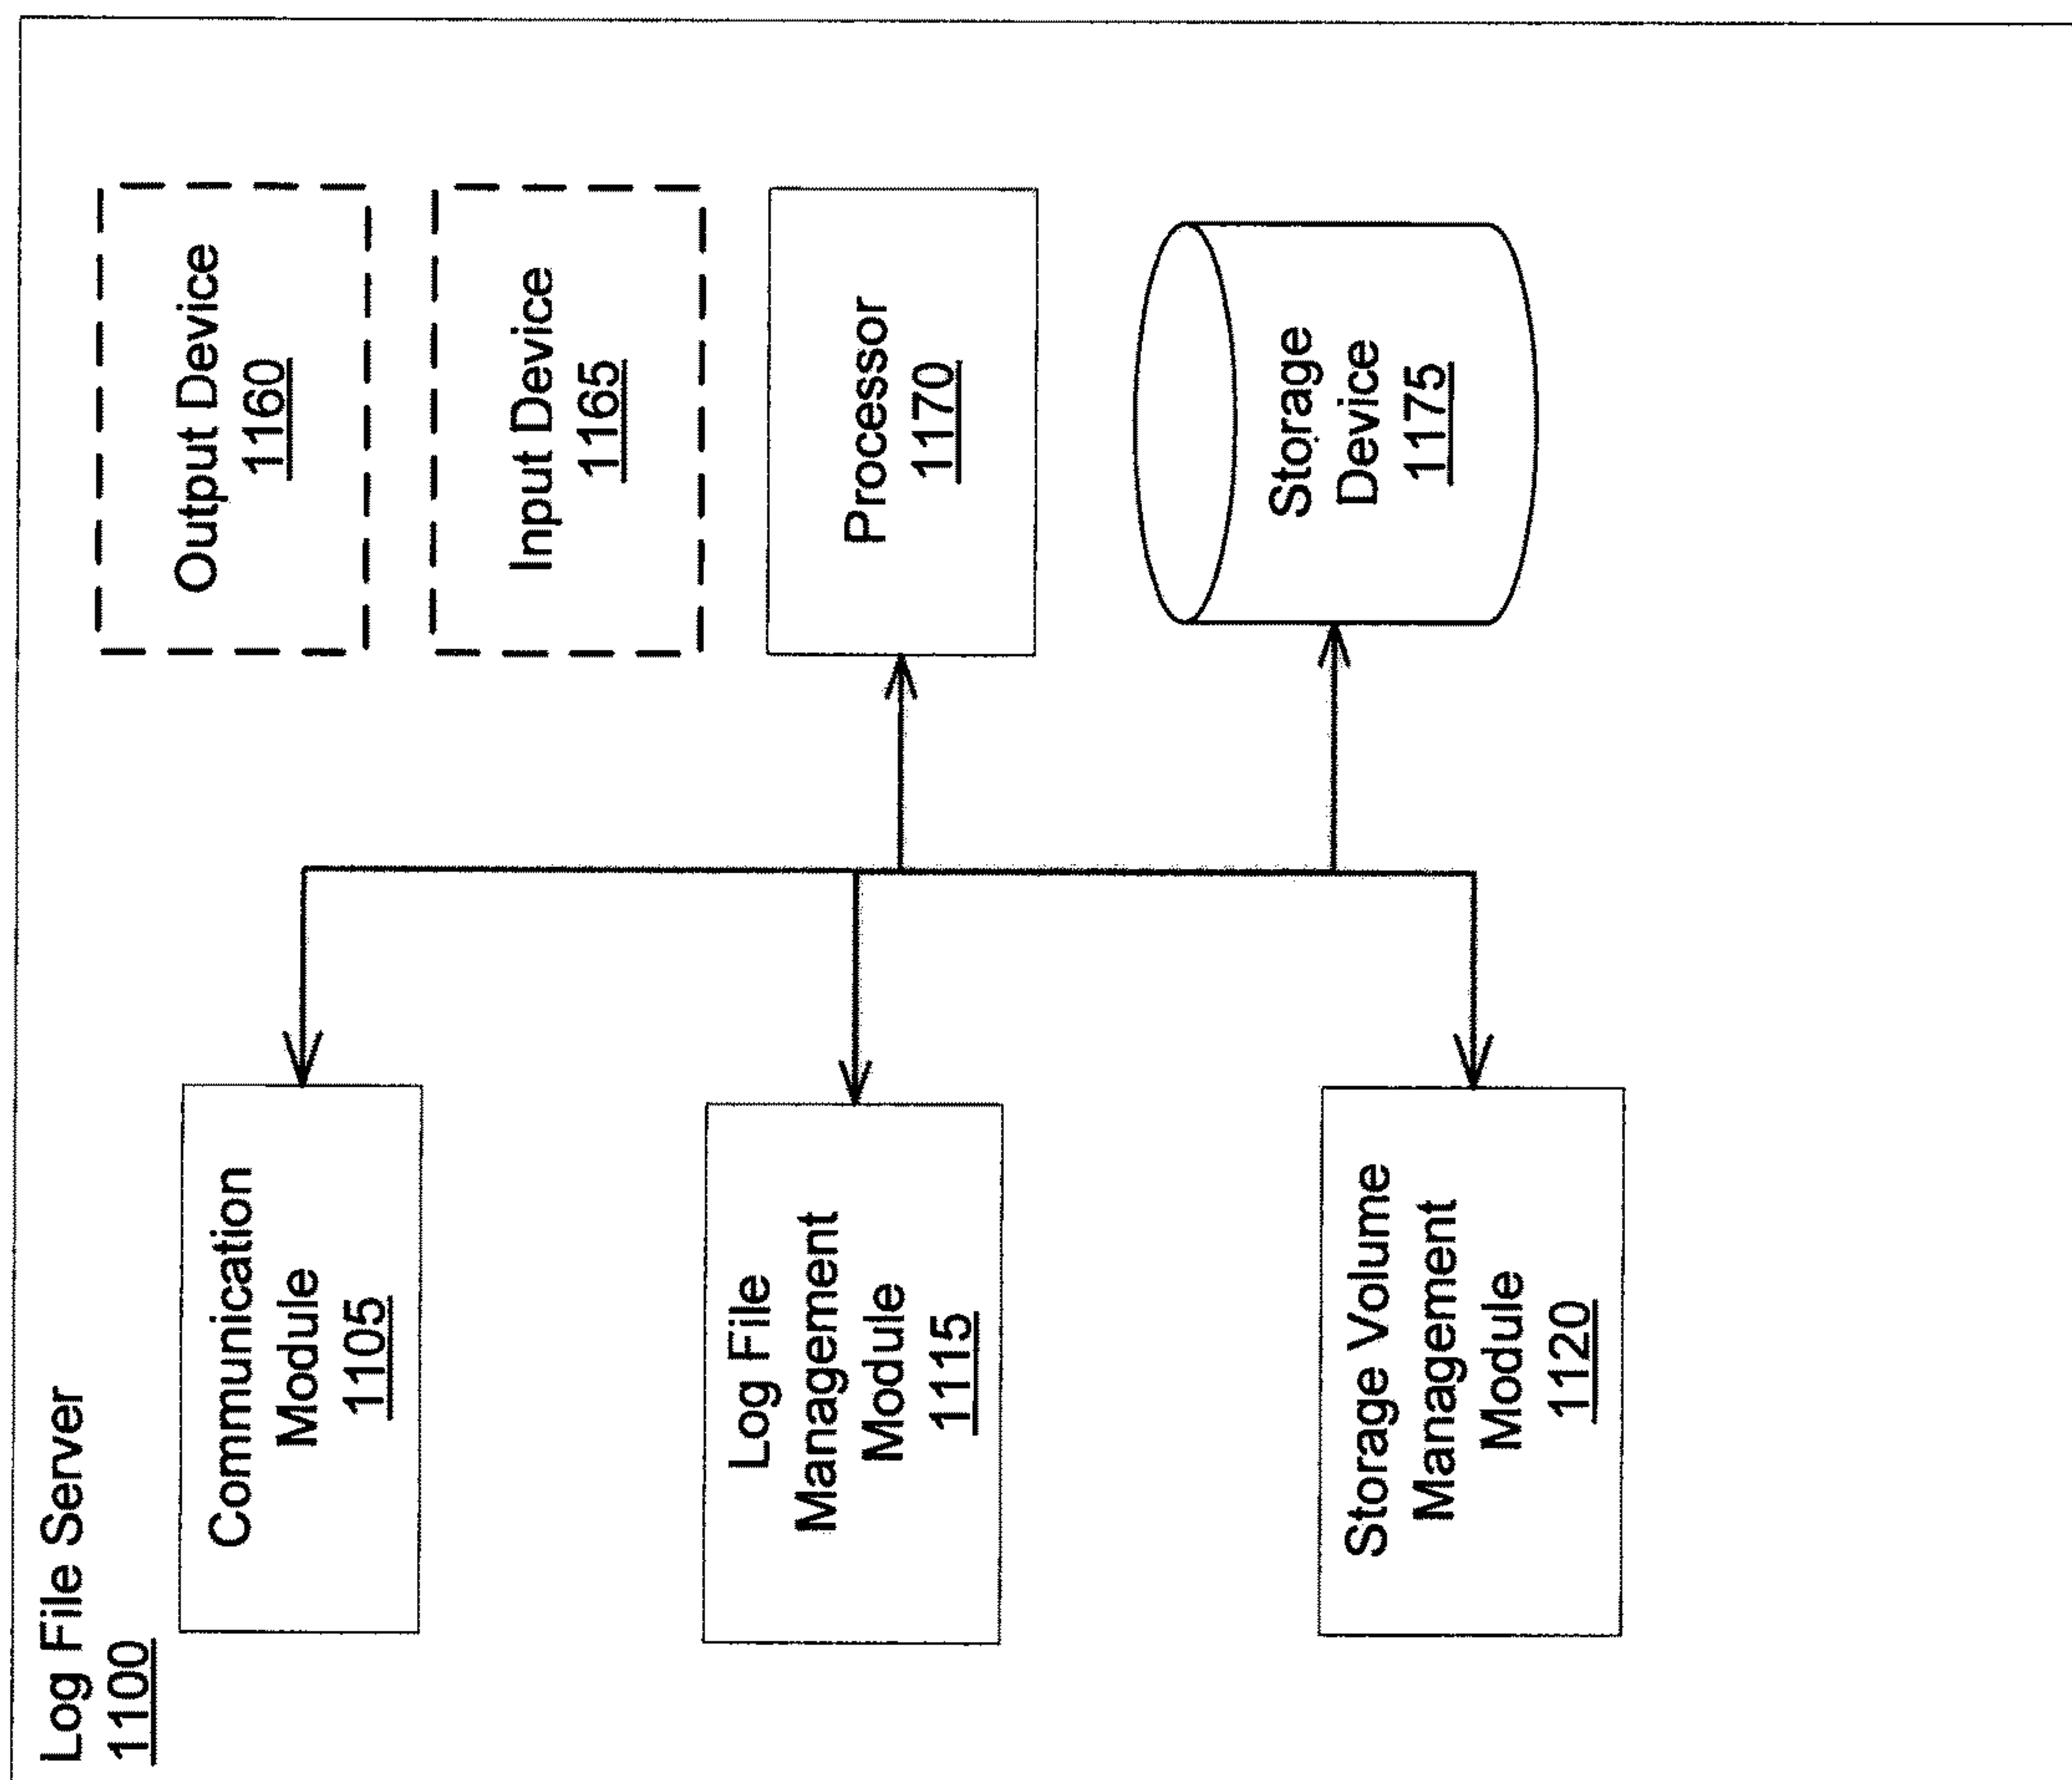 Log File Server
1100
Communication
Module
1105
Log File
Management
Module
1115
Storage Volume
Management
Module
1120
Output Device
1160
Input Device
1165
Processor
1170
Storage
Device
1175